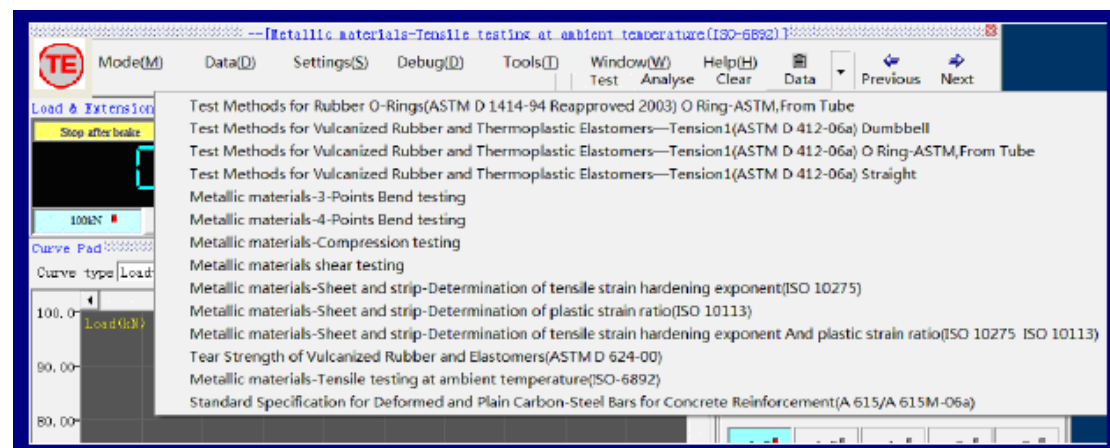 --[Metallic materials-Tensile testing at ambient temperature(ISO-6892)]
TE
Mode(M) Data(D) Settings(S) Debug(D) Tools(T) Window(W) Help(H)
Test Analyse Clear Data Previous Next
Load & Extension
Stop after brake
100kN
Curve Pad
Curve type Load
100.0
Load(kN)
90.00
80.00
Test Methods for Rubber O-Rings(ASTM D 1414-94 Reapproved 2003) O Ring-ASTM,From Tube
Test Methods for Vulcanized Rubber and Thermoplastic Elastomers—Tension1(ASTM D 412-06a) Dumbbell
Test Methods for Vulcanized Rubber and Thermoplastic Elastomers—Tension1(ASTM D 412-06a) O Ring-ASTM,From Tube
Test Methods for Vulcanized Rubber and Thermoplastic Elastomers—Tension1(ASTM D 412-06a) Straight
Metallic materials-3-Points Bend testing
Metallic materials-4-Points Bend testing
Metallic materials-Compression testing
Metallic materials shear testing
Metallic materials-Sheet and strip-Determination of tensile strain hardening exponent(ISO 10275)
Metallic materials-Sheet and strip-Determination of plastic strain ratio(ISO 10113)
Metallic materials-Sheet and strip-Determination of tensile strain hardening exponent And plastic strain ratio(ISO 10275 ISO 10113)
Tear Strength of Vulcanized Rubber and Elastomers(ASTM D 624-00)
Metallic materials-Tensile testing at ambient temperature(ISO-6892)
Standard Specification for Deformed and Plain Carbon-Steel Bars for Concrete Reinforcement(A 615/A 615M-06a)